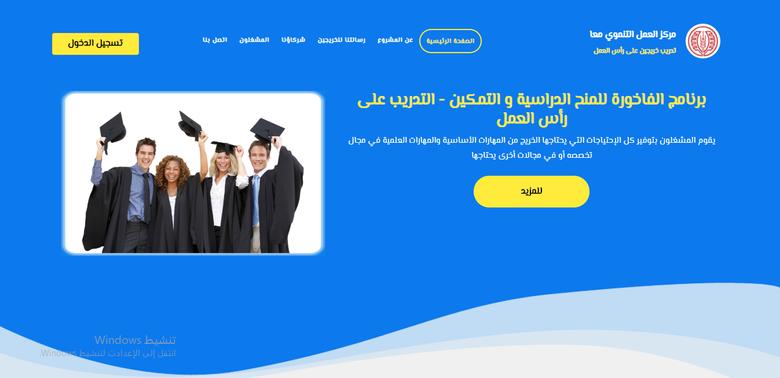 مركز العمل التنموي معا
تدريب خريجين على رأس العمل
الصفحة الرئيسية
عن المشروع
رسالتنا للخريجين
شركاؤنا
المشغلون
اتصل بنا
تسجيل الدخول
برنامج الفاخورة للمنح الدراسية و التمكين - التدريب على
رأس العمل
يقوم المشغلون بتوفير كل الإحتياجات التي يحتاجها الخريج من المهارات الأساسية والمهارات العلمية في مجال
تخصصه أو في مجالات أخرى يحتاجها
للمزيد
تنشيط Windows
انتقل إلى الإعدادت لتنشيط Windows